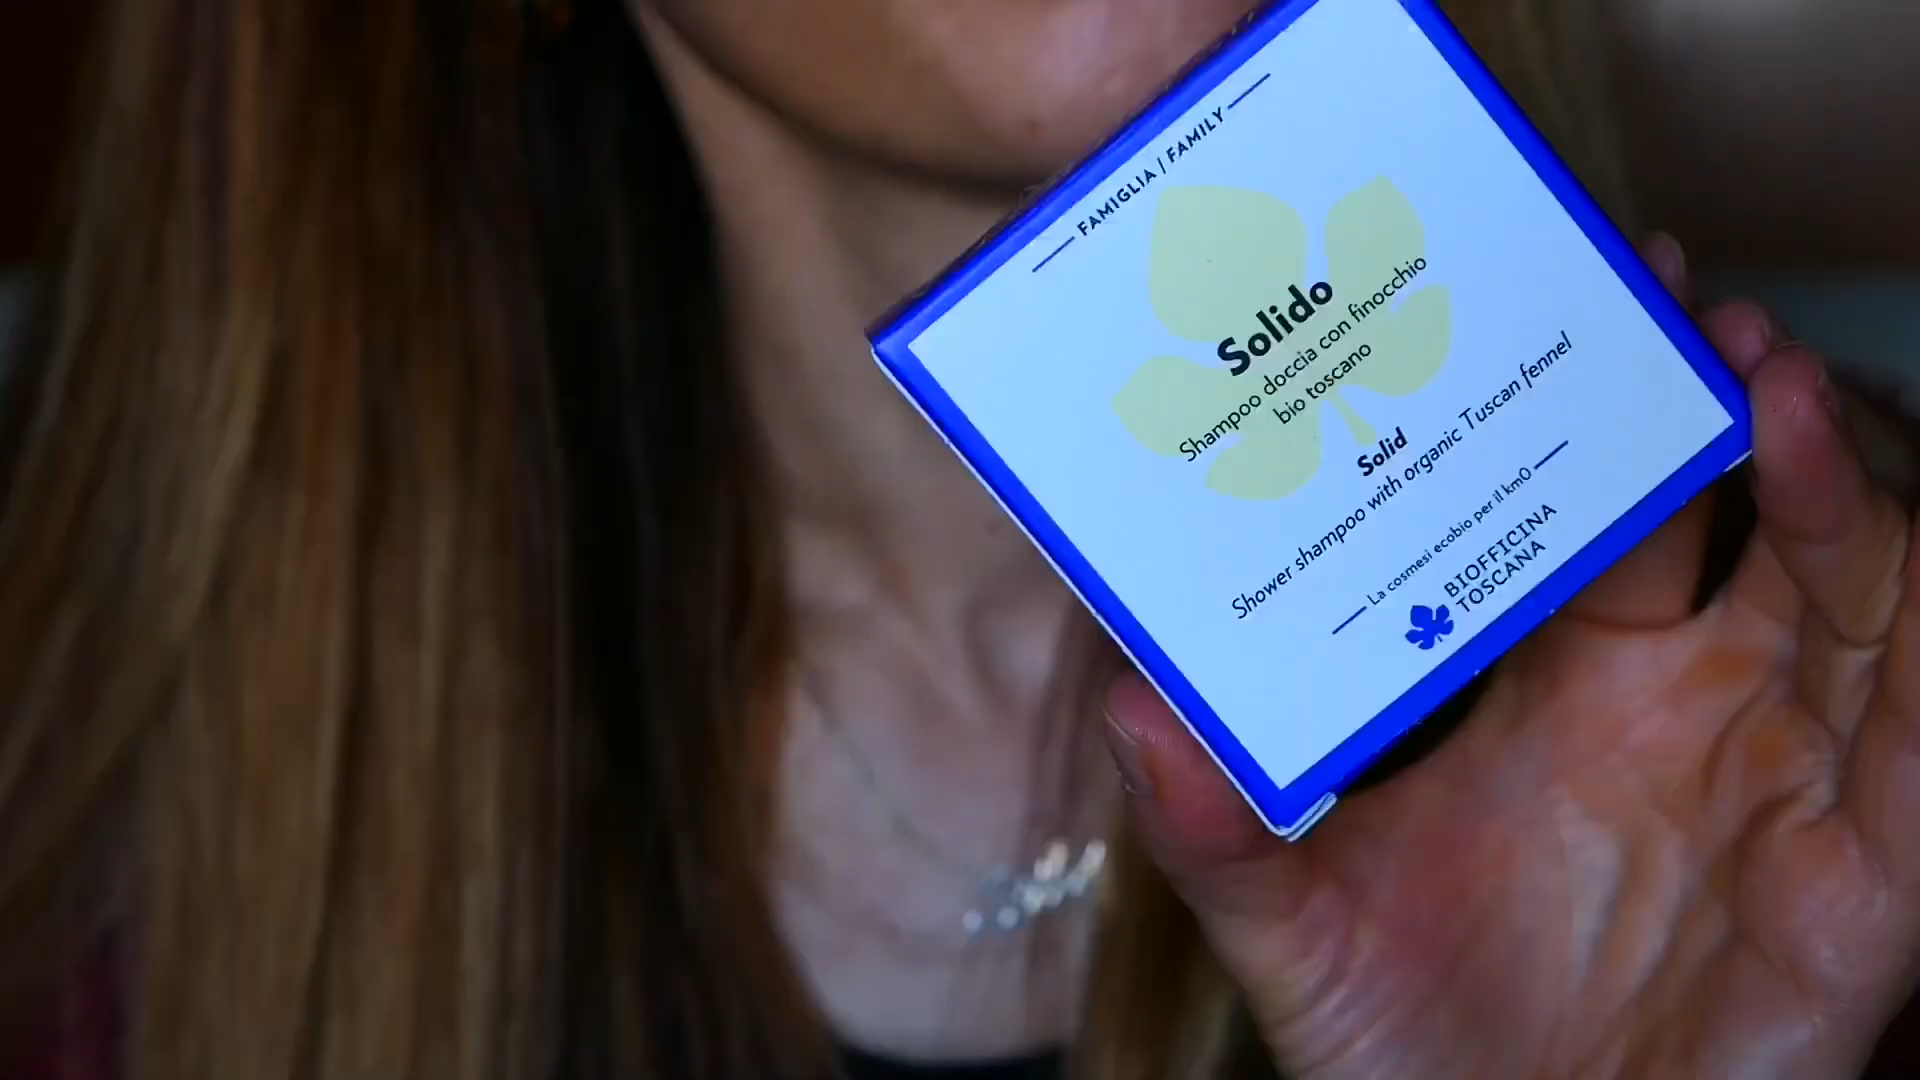 FAMIGLIA / FAMILY
Solido
Shampoo doccia con finocchio
bio toscano
Solid
Shower shampoo with organic Tuscan fennel
La cosmesi ecobio per il km0
BIOFFICINA
TOSCANA